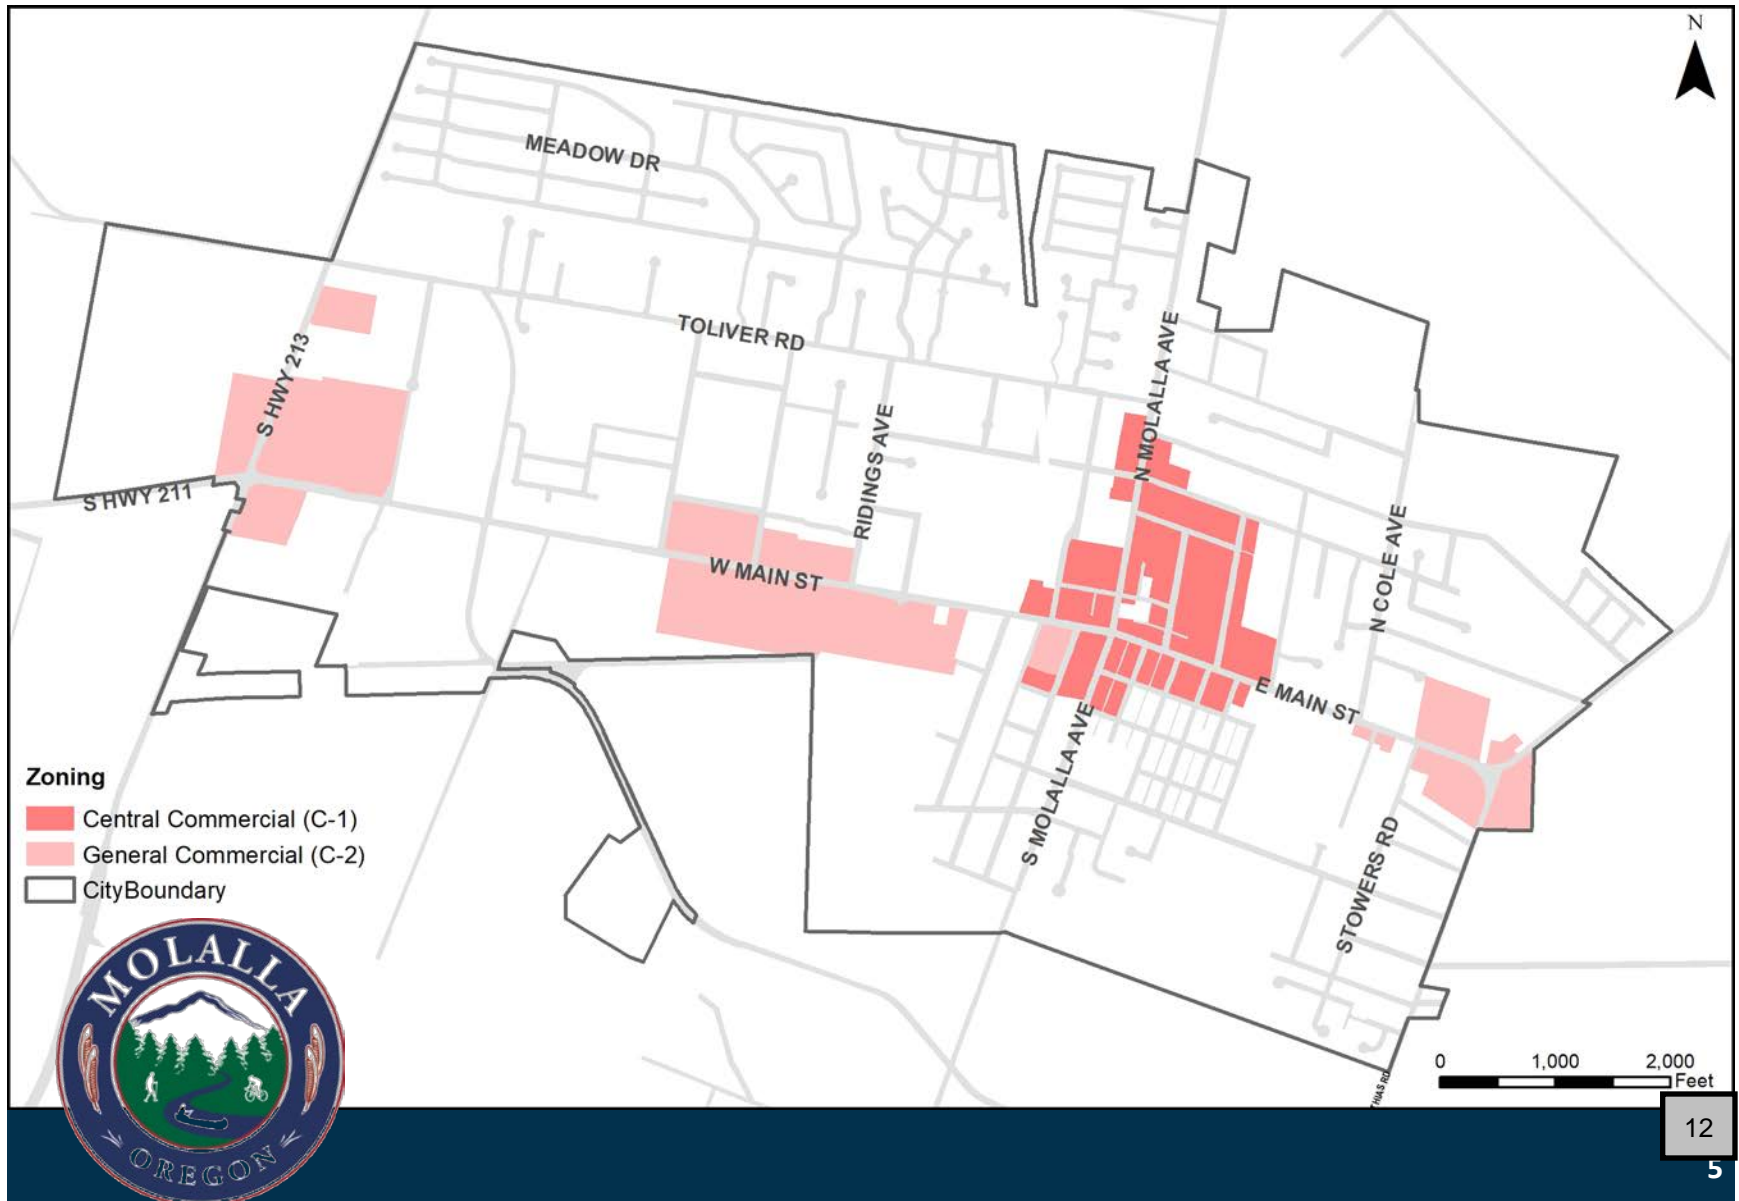 N
MEADOW DR
TOLIVER RD
S HWY 213
N MOLALLA AVE
RIDINGS AVE
S HWY 211
W MAIN ST
N COLE AVE
E MAIN ST
S MOLALLA AVE
STOWERS RD
Zoning
Central Commercial (C-1)
General Commercial (C-2)
CityBoundary
MOLALLA
OREGON
0 1,000 2,000
Feet
THIAS RD
12
5